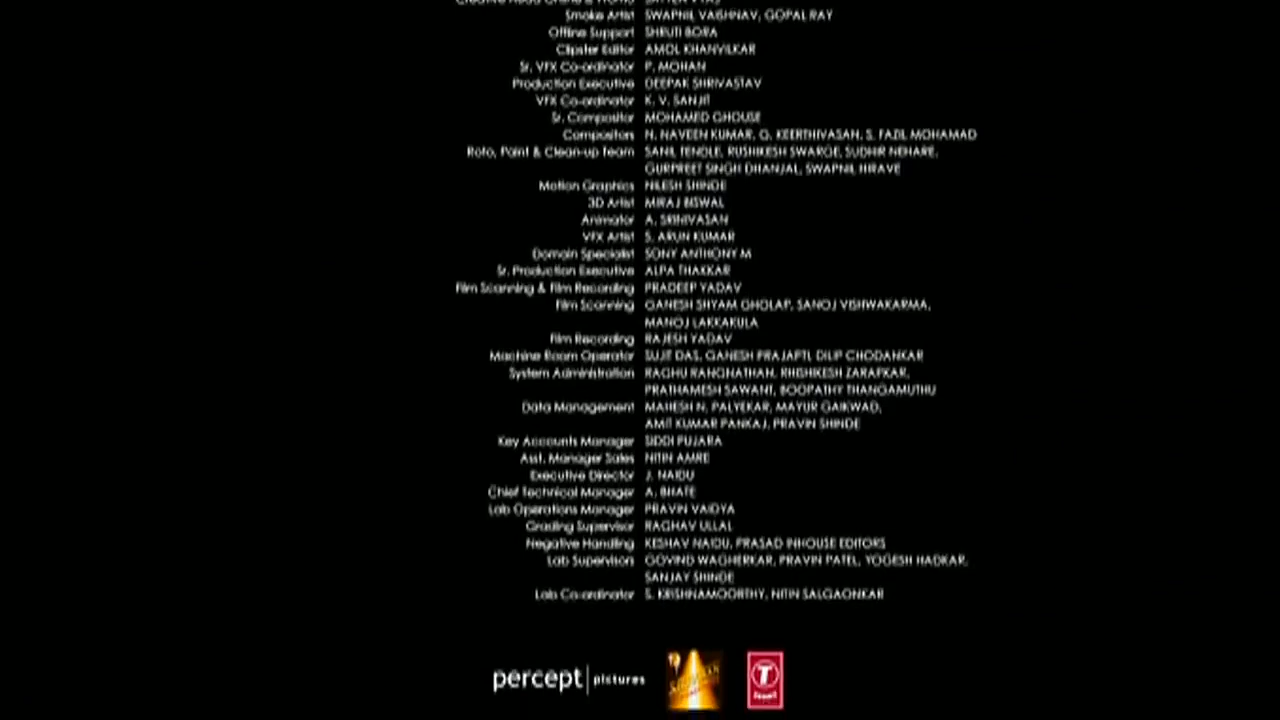 Smoke Artist SWAPNIL VAISHNAV, GOPAL RAY
Offline Support SHRUTI BORA
Clipster Editor AMOL KHANVILKAR
Sr. VFX Co-ordinator P. MOHAN
Production Executive DEEPAK SHRIVASTAV
VFX Co-ordinator K. V. SANJIT
Sr. Compositor MOHAMED GHOUSE
Compositors N. NAVEEN KUMAR, G. KEERTHIVASAN, S. FAZIL MOHAMAD
Roto, Paint & Clean-up Team SANIL TENDLE, RUSHIKESH SWARGE, SUDHIR NEHARE,
GURPREET SINGH DHANJAL, SWAPNIL HIRAVE
Motion Graphics NILESH SHINDE
3D Artist MIRAJ BISWAL
Animator A. SRINIVASAN
VFX Artist S. ARUN KUMAR
Domain Specialist SONY ANTHONY M
Sr. Production Executive ALPA THAKKAR
Film Scanning & Film Recording PRADEEP YADAV
Film Scanning GANESH SHYAM GHOLAP, SANOJ VISHWAKARMA,
MANOJ LAKKAKULA
Film Recording RAJESH YADAV
Machine Room Operator SUJIT DAS, GANESH PRAJAPTI, DILIP CHODANKAR
System Administration RAGHU RANGNATHAN, RHISHIKESH ZARAPKAR,
PRATHAMESH SAWANT, BOOPATHY THANGAMUTHU
Data Management MAHESH N. PALYEKAR, MAYUR GAIKWAD,
AMIT KUMAR PANKAJ, PRAVIN SHINDE
Key Accounts Manager SIDDI PUJARA
Asst. Manager Sales NITIN AMRE
Executive Director J. NAIDU
Chief Technical Manager A. BHATE
Lab Operations Manager PRAVIN VAIDYA
Grading Supervisor RAGHAV ULLAL
Negative Handling KESHAV NAIDU, PRASAD INHOUSE EDITORS
Lab Supervisors GOVIND WAGHERKAR, PRAVIN PATEL, YOGESH HADKAR,
SANJAY SHINDE
Lab Co-ordinator S. KRISHNAMOORTHY, NITIN SALGAONKAR
percept pictures
T